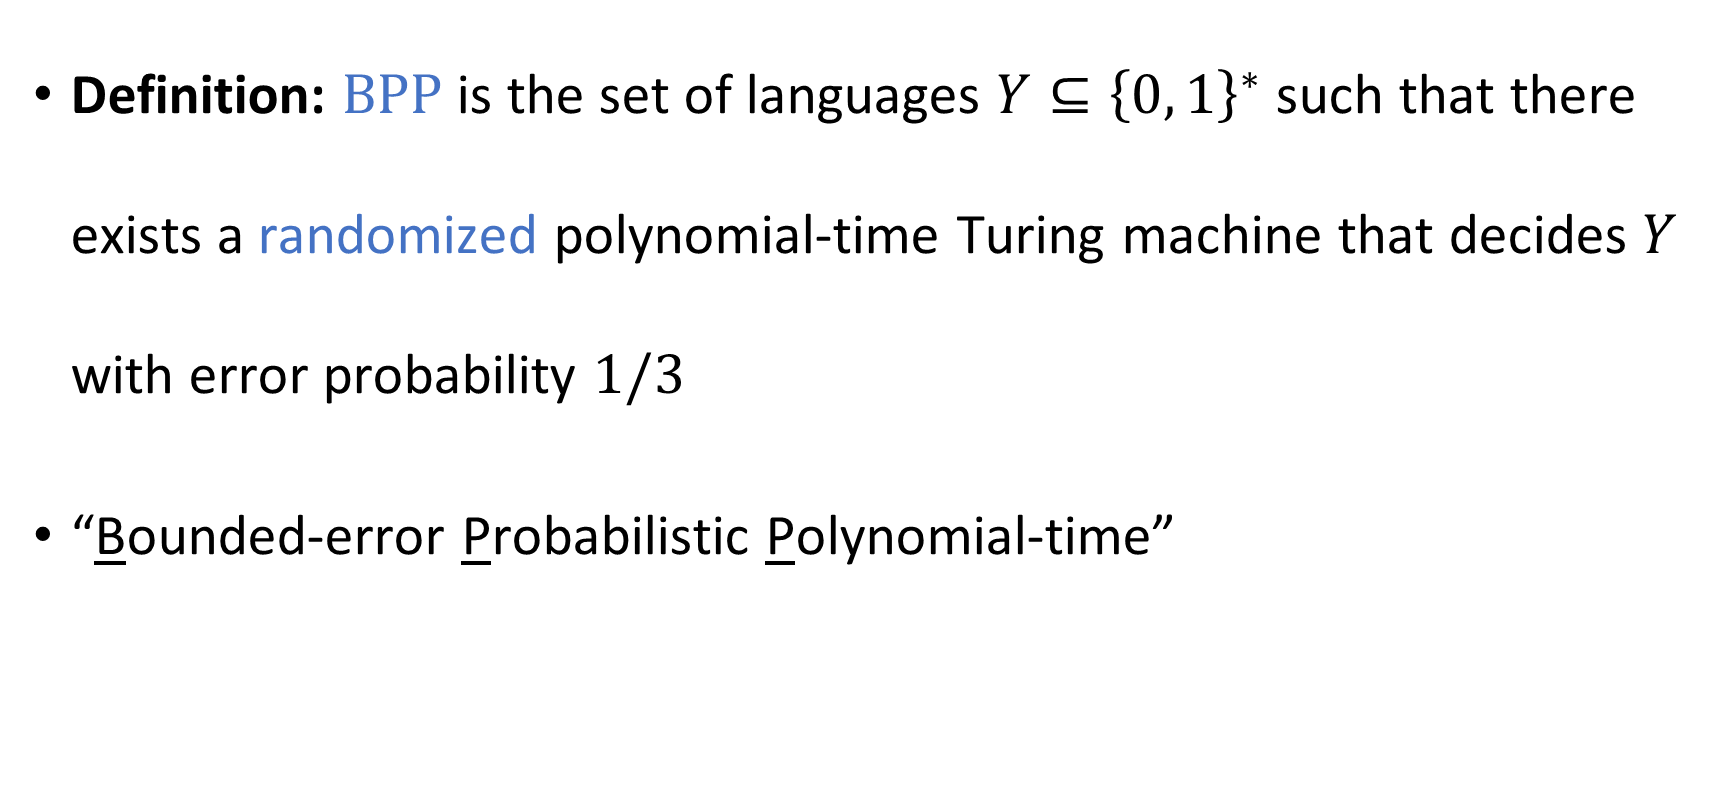 • Definition: BPP is the set of languages Y ⊆ {0, 1}* such that there
exists a randomized polynomial-time Turing machine that decides Y
with error probability 1/3
• “Bounded-error Probabilistic Polynomial-time”